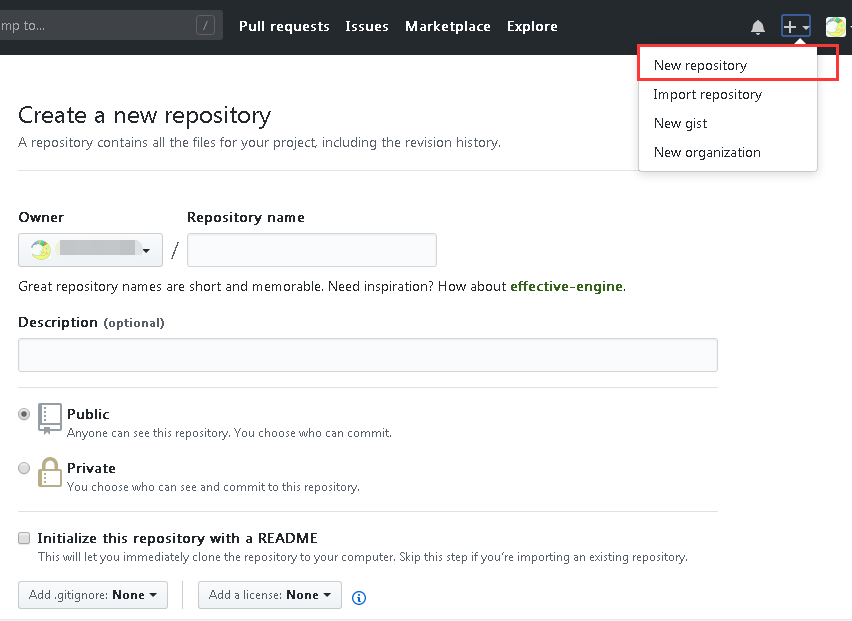 mp to...
/
Pull requests Issues Marketplace Explore
New repository
Import repository
New gist
New organization
Create a new repository
A repository contains all the files for your project, including the revision history.
Owner
Repository name
/
Great repository names are short and memorable. Need inspiration? How about effective-engine.
Description (optional)
Public
Anyone can see this repository. You choose who can commit.
Private
You choose who can see and commit to this repository.
Initialize this repository with a README
This will let you immediately clone the repository to your computer. Skip this step if you're importing an existing repository.
Add .gitignore: None
Add a license: None